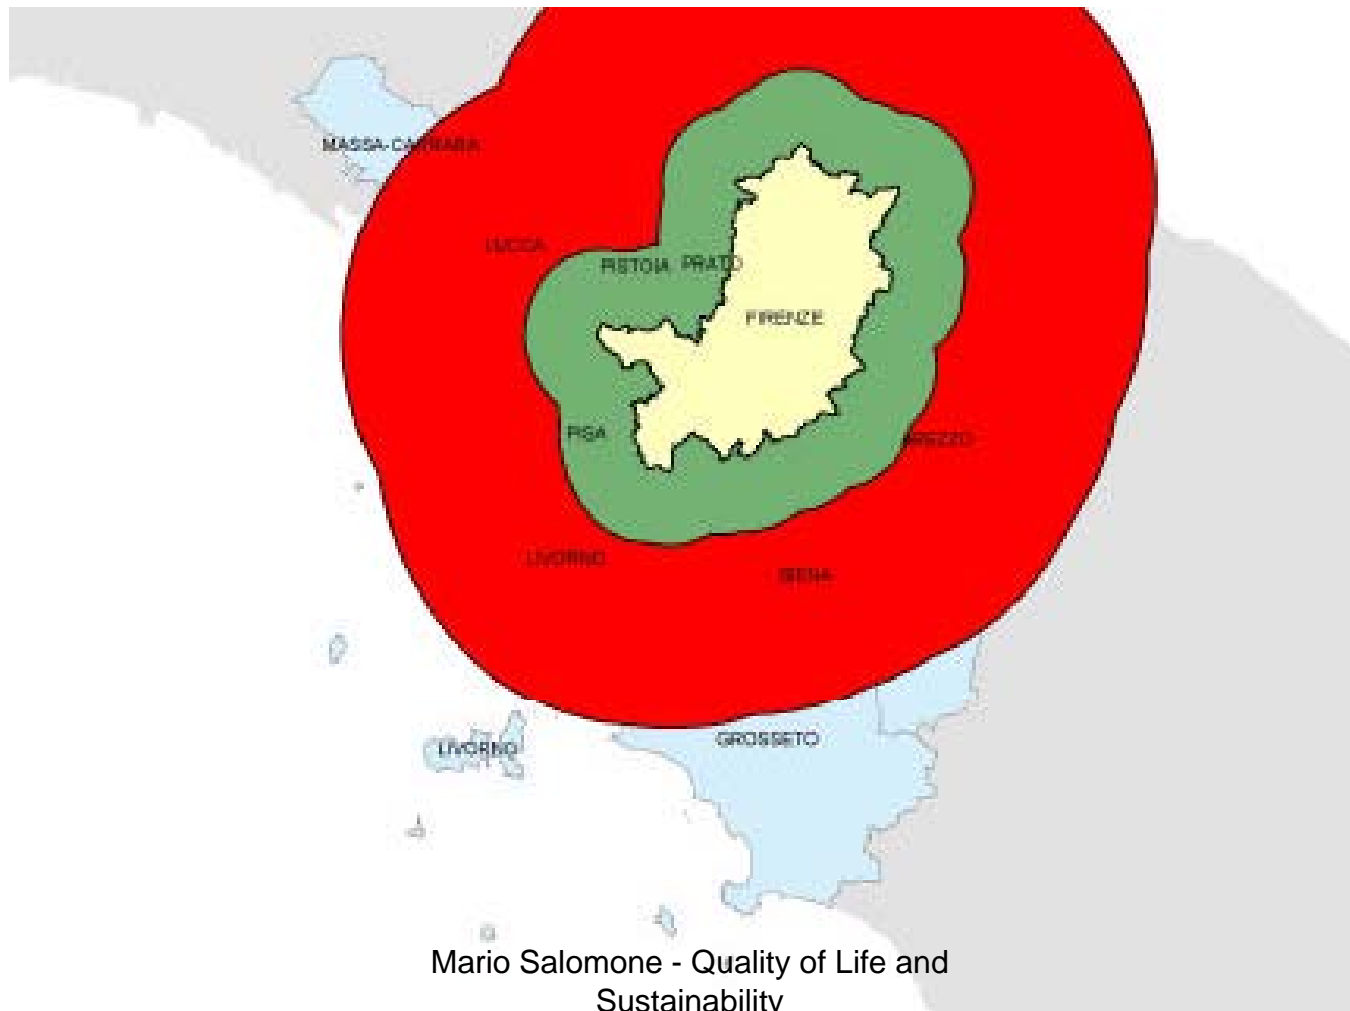 MASSA-CARRARA
LUCCA
PISTOIA PRATO
FIRENZE
PISA
AREZZO
LIVORNO
SIENA
GROSSETO
LIVORNO
Mario Salomone - Quality of Life and
Sustainability